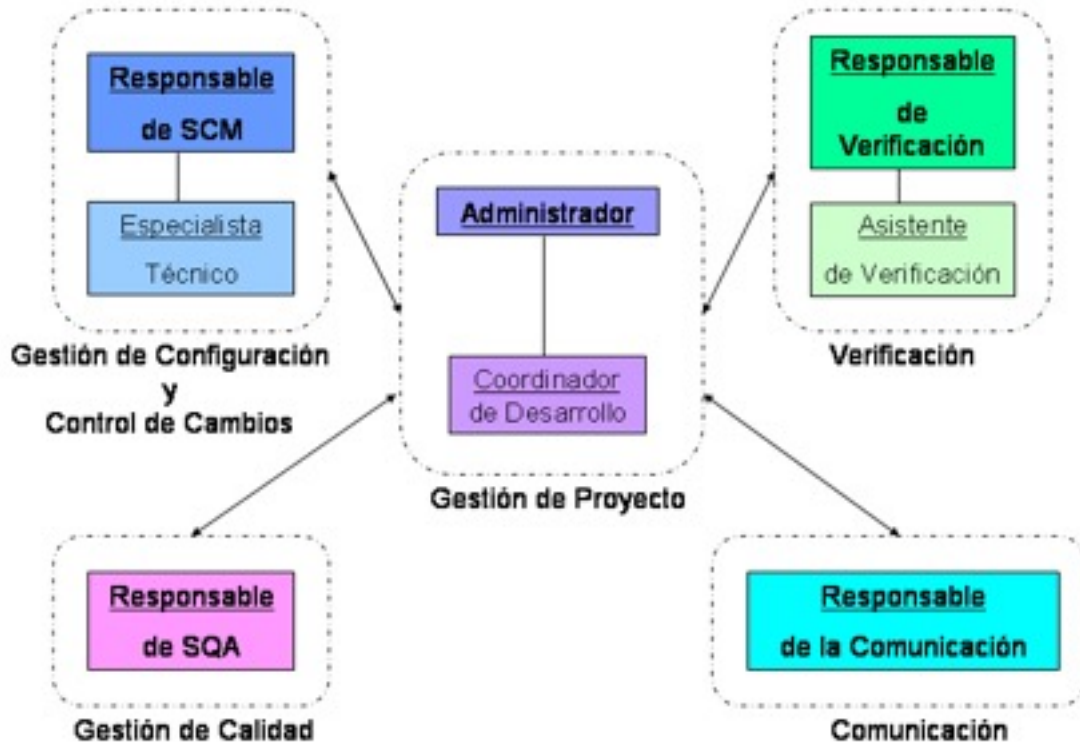 Responsable
de SCM
Especialista
Técnico
Gestión de Configuración
y
Control de Cambios
Administrador
Coordinador
de Desarrollo
Gestión de Proyecto
Responsable
de
Verificación
Asistente
de Verificación
Verificación
Responsable
de SQA
Gestión de Calidad
Responsable
de la Comunicación
Comunicación